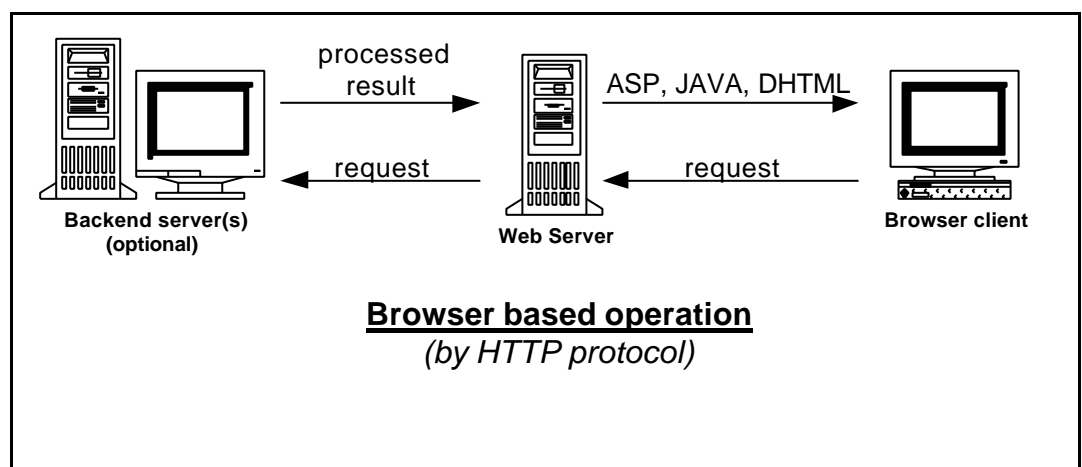 processed
result
ASP, JAVA, DHTML
request
request
Backend server(s)
(optional)
Web Server
Browser client
Browser based operation
(by HTTP protocol)